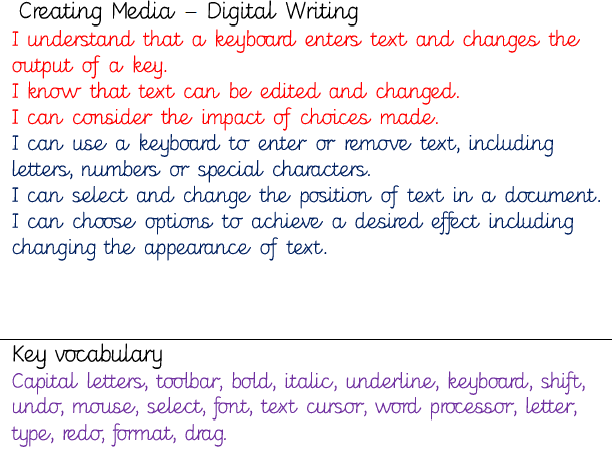 Creating Media – Digital Writing
I understand that a keyboard enters text and changes the
output of a key.
I know that text can be edited and changed.
I can consider the impact of choices made.
I can use a keyboard to enter or remove text, including
letters, numbers or special characters.
I can select and change the position of text in a document.
I can choose options to achieve a desired effect including
changing the appearance of text.
Key vocabulary
Capital letters, toolbar, bold, italic, underline, keyboard, shift,
undo, mouse, select, font, text cursor, word processor, letter,
type, redo, format, drag.